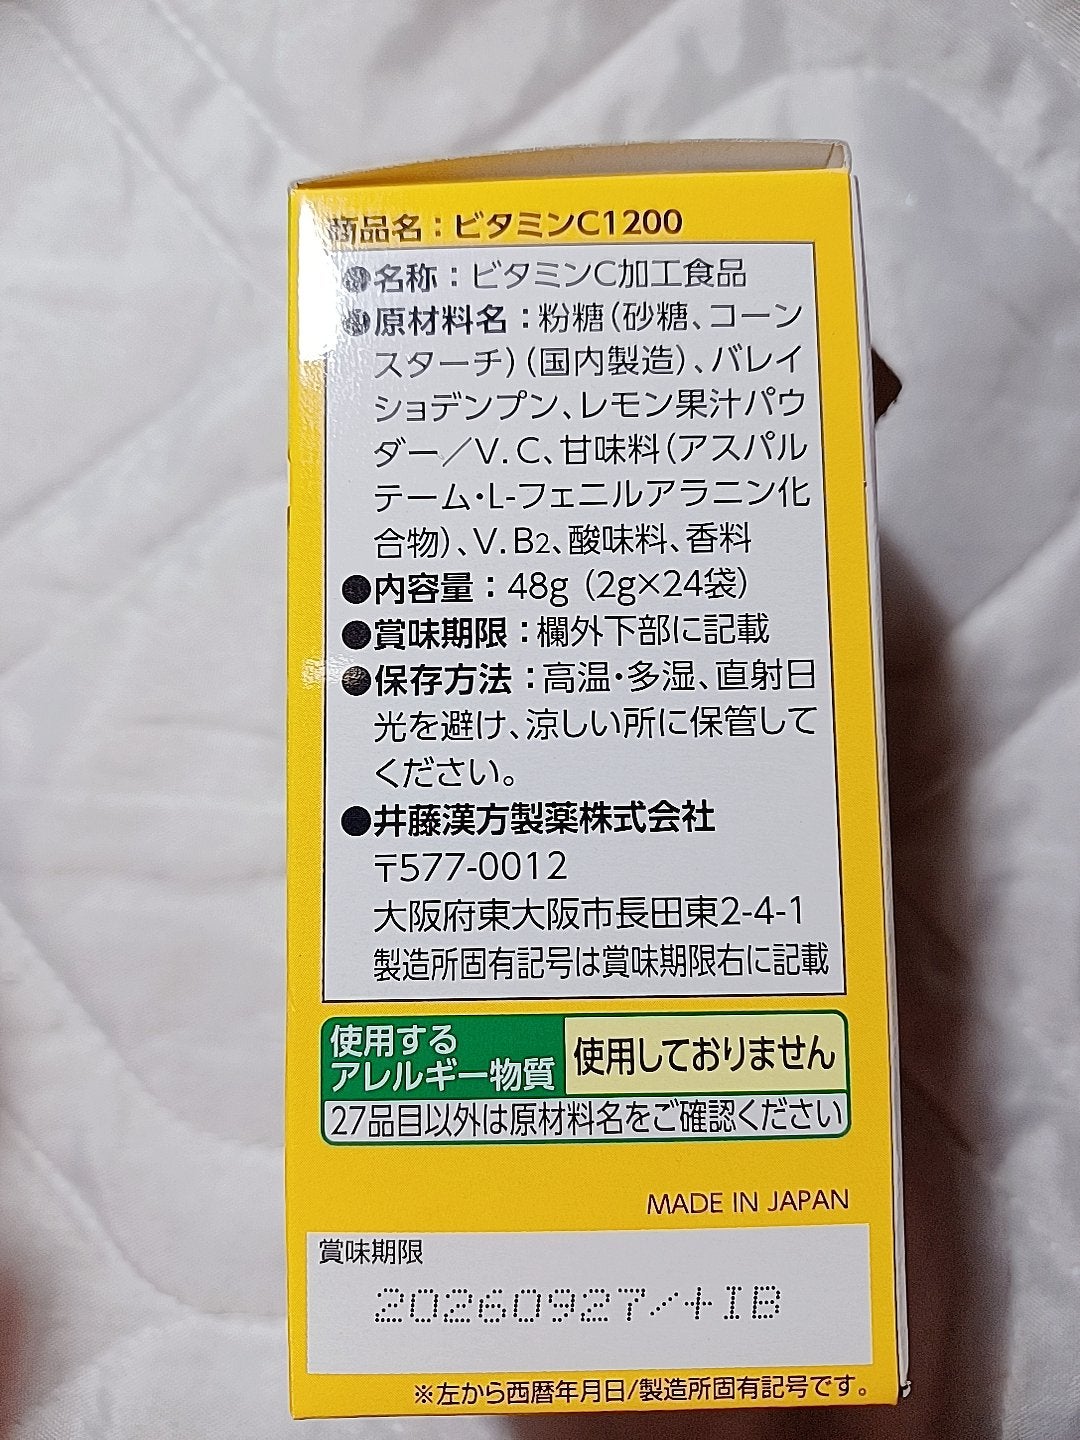 商品名：ビタミンC1200
●名称：ビタミンC加工食品
●原材料名：粉糖(砂糖、コーン
スターチ)(国内製造)、バレイ
ショデンプン、レモン果汁パウ
ダー／V.C、甘味料(アスパル
テーム・L-フェニルアラニン化
合物)、V.B2、酸味料、香料
●内容量：48g (2g×24袋)
●賞味期限：欄外下部に記載
●保存方法：高温・多湿、直射日
光を避け、涼しい所に保管して
ください。
●井藤漢方製薬株式会社
〒577-0012
大阪府東大阪市長田東2-4-1
製造所固有記号は賞味期限右に記載
使用する
アレルギー物質
使用しておりません
27品目以外は原材料名をご確認ください
MADE IN JAPAN
賞味期限
20260927/+IB
※左から西暦年月日/製造所固有記号です。